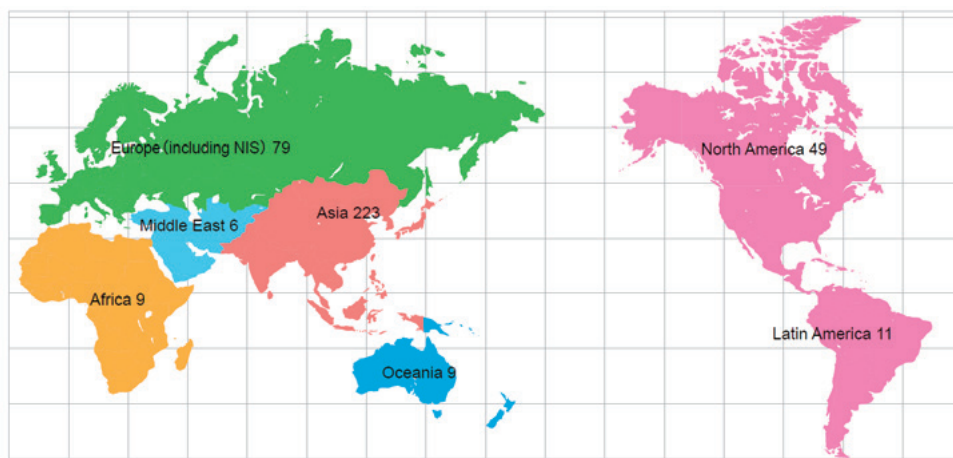 Europe (including NIS) 79
North America 49
Asia 223
Middle East 6
Africa 9
Latin America 11
Oceania 9